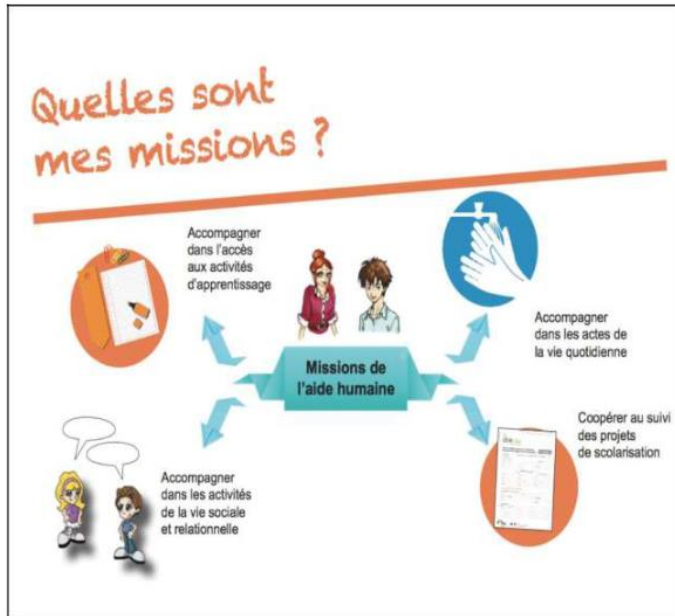 Quelles sont
mes missions ?
Accompagner
dans l'accès
aux activités
d'apprentissage
Accompagner
dans les actes de
la vie quotidienne
Missions de
l'aide humaine
Coopérer au suivi
des projets
de scolarisation
Accompagner
dans les activités
de la vie sociale
et relationnelle